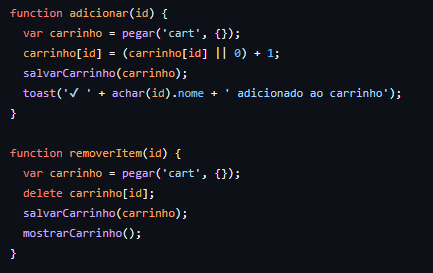 function adicionar(id) {
  var carrinho = pegar('cart', {});
  carrinho[id] = (carrinho[id] || 0) + 1;
  salvarCarrinho(carrinho);
  toast('✓ ' + achar(id).nome + ' adicionado ao carrinho');
}

function removerItem(id) {
  var carrinho = pegar('cart', {});
  delete carrinho[id];
  salvarCarrinho(carrinho);
  mostrarCarrinho();
}